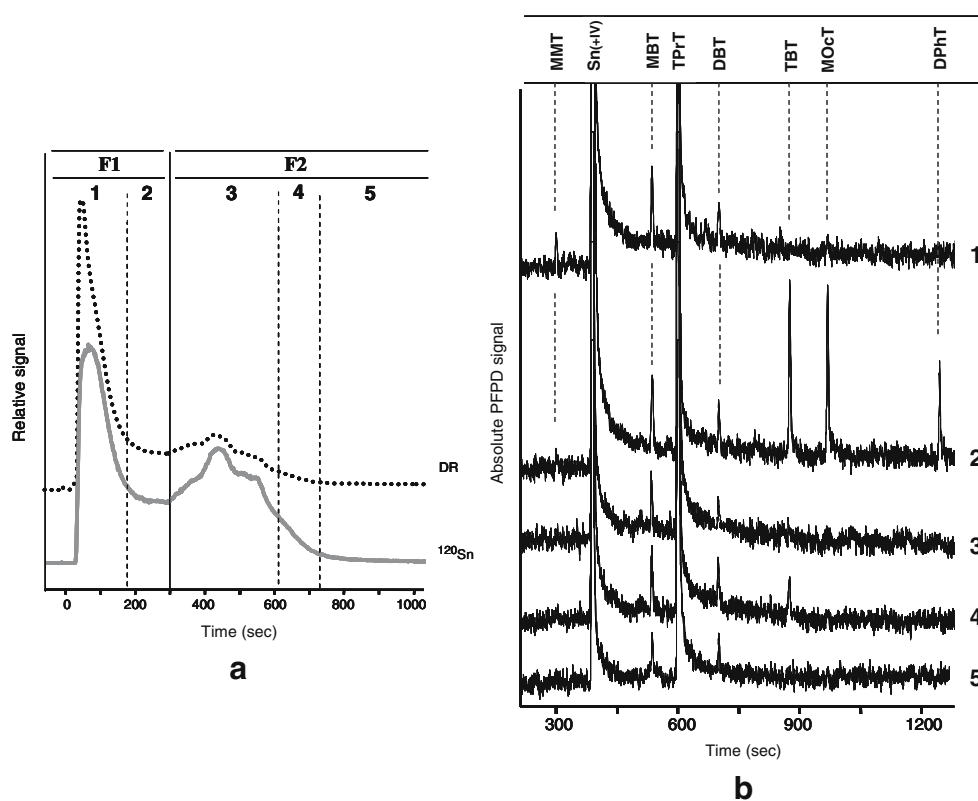 F1 F2
1 2 3 4 5
Relative signal
DR
120Sn
0 200 400 600 800 1000
Time (sec)
a
MMT Sn(+IV) MBT TPrT DBT TBT MOcT DPhT
Absolute PFPD signal
1
2
3
4
5
300 600 900 1200
Time (sec)
b